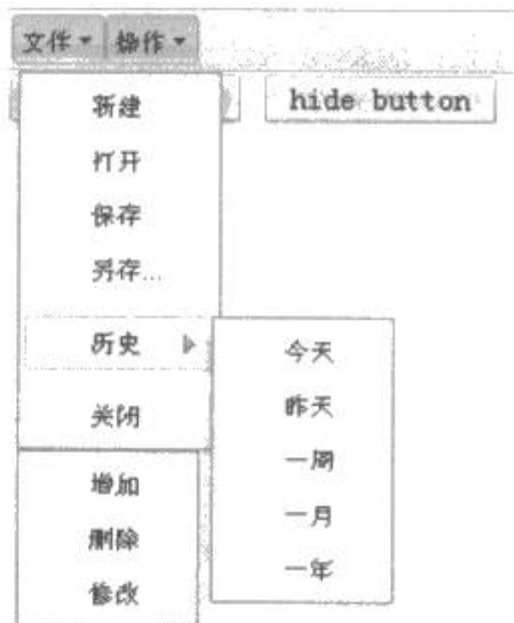 文件 操作
hide button
新建
打开
保存
另存...
历史
关闭
增加
删除
修改
今天
昨天
一周
一月
一年